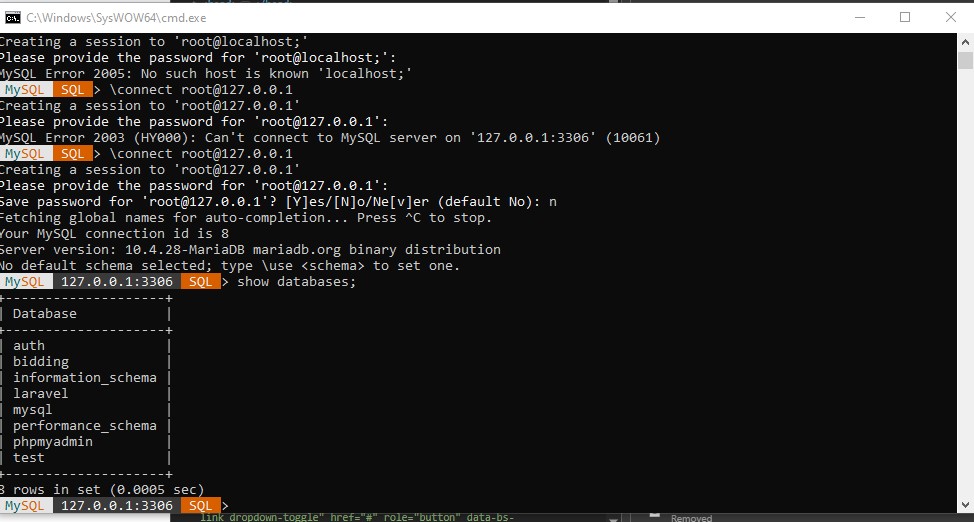 C:\Windows\SysWOW64\cmd.exe
Creating a session to 'root@localhost;'
Please provide the password for 'root@localhost;':
MySQL Error 2005: No such host is known 'localhost;'
MySQL SQL > \connect root@127.0.0.1
Creating a session to 'root@127.0.0.1'
Please provide the password for 'root@127.0.0.1':
MySQL Error 2003 (HY000): Can't connect to MySQL server on '127.0.0.1:3306' (10061)
MySQL SQL > \connect root@127.0.0.1
Creating a session to 'root@127.0.0.1'
Please provide the password for 'root@127.0.0.1':
Save password for 'root@127.0.0.1'? [Y]es/[N]o/Ne[v]er (default No): n
Fetching global names for auto-completion... Press ^C to stop.
Your MySQL connection id is 8
Server version: 10.4.28-MariaDB mariadb.org binary distribution
No default schema selected; type \use <schema> to set one.
MySQL 127.0.0.1:3306 SQL > show databases;
+--------------------+
| Database           |
+--------------------+
| auth               |
| bidding            |
| information_schema |
| laravel            |
| mysql              |
| performance_schema |
| phpmyadmin         |
| test               |
+--------------------+
8 rows in set (0.0005 sec)
MySQL 127.0.0.1:3306 SQL >
link dropdown-toggle" href="#" role="button" data-bs-
Removed